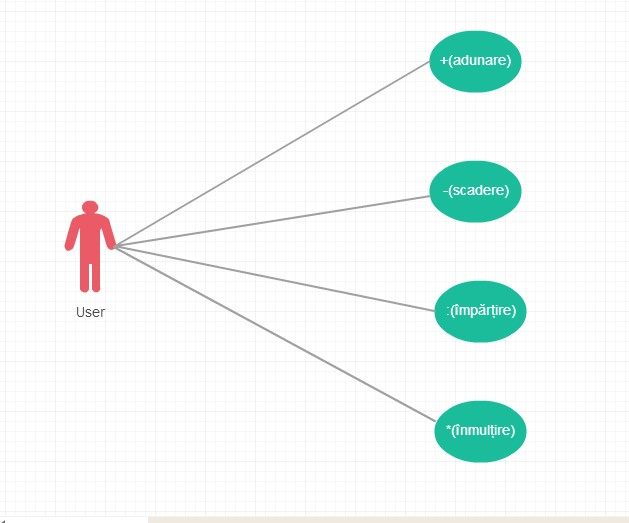 +(adunare)
-(scadere)
User
:(împărțire)
*(înmulțire)